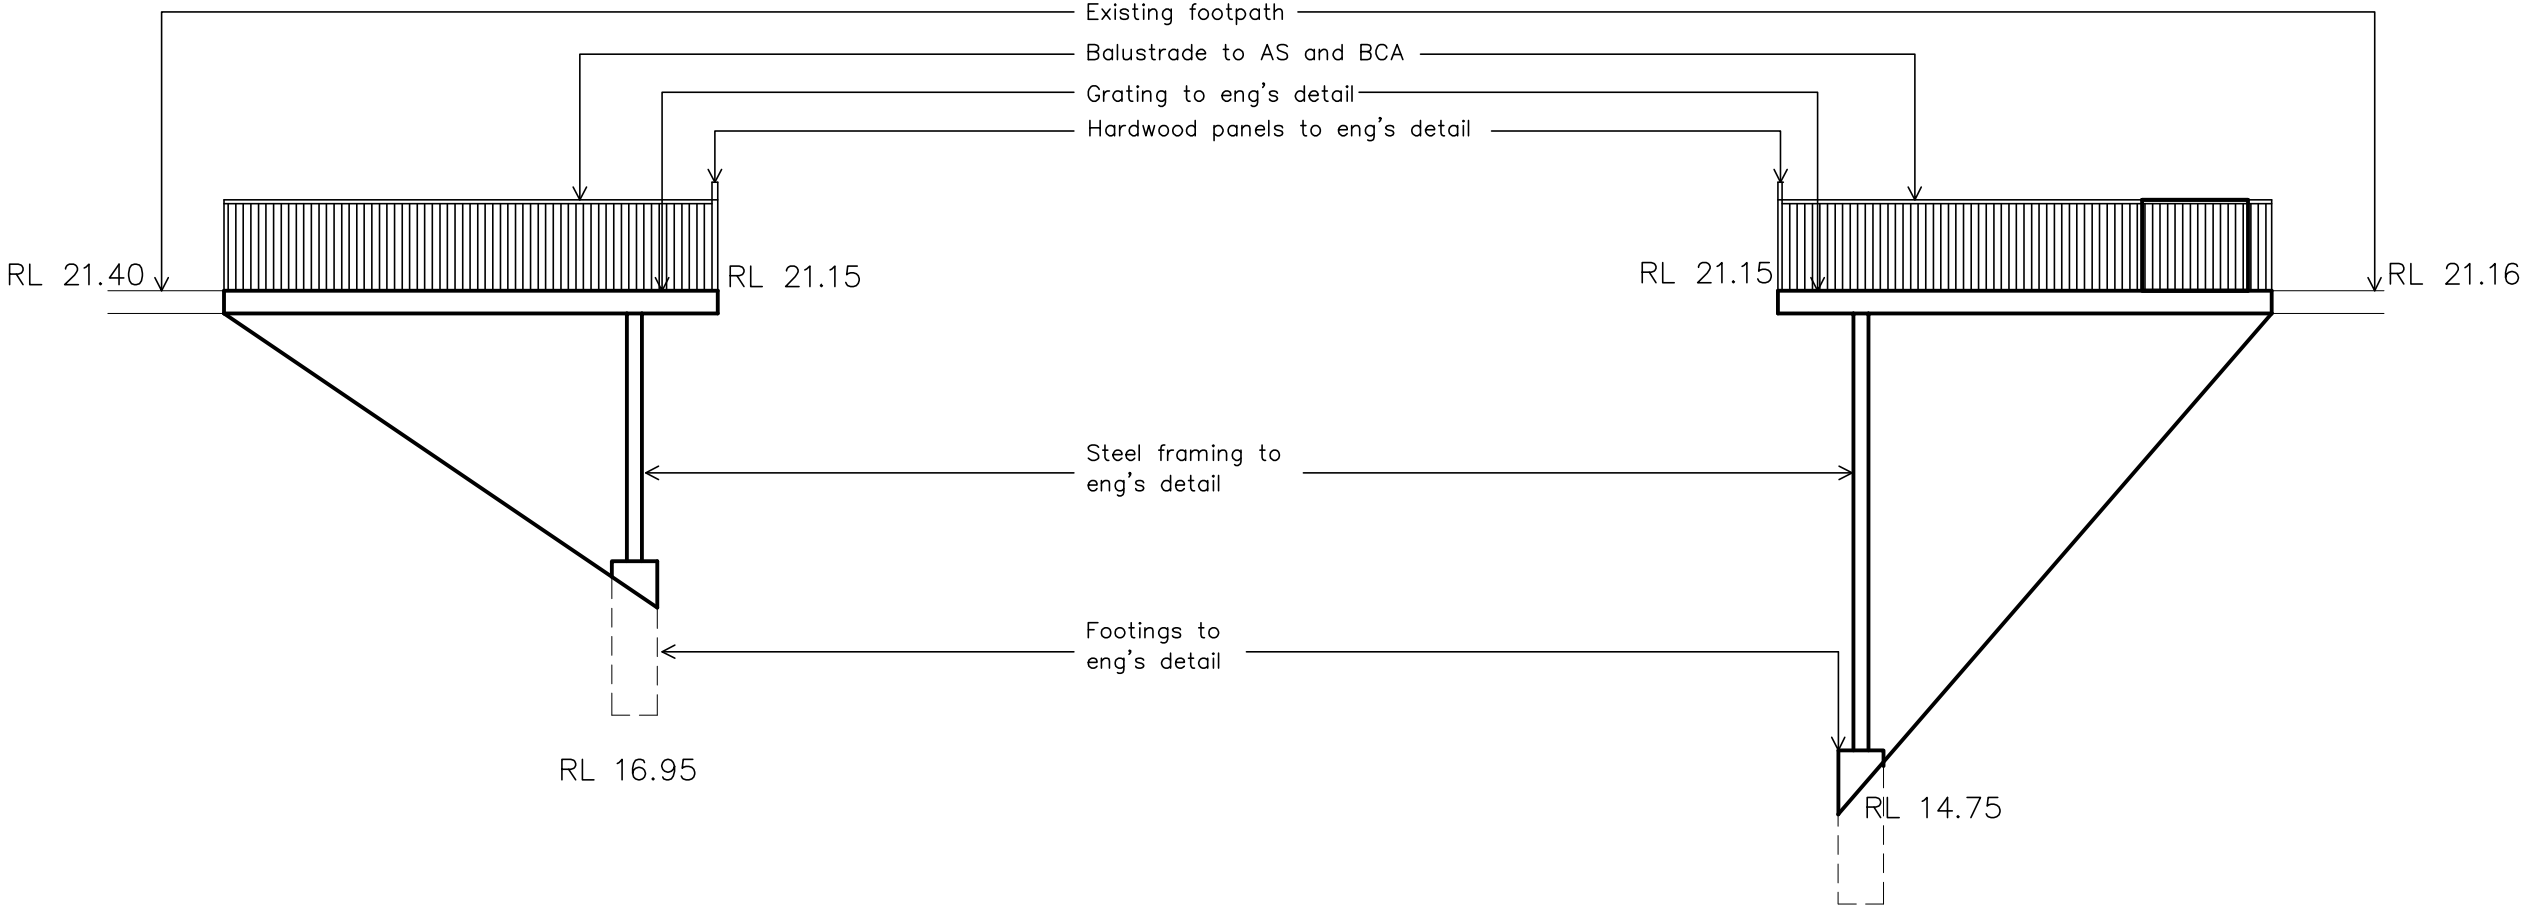 Existing footpath
Balustrade to AS and BCA
Grating to eng's detail
Hardwood panels to eng's detail
RL 21.40
RL 21.15
RL 21.15
RL 21.16
Steel framing to
eng's detail
Footings to
eng's detail
RL 16.95
RL 14.75